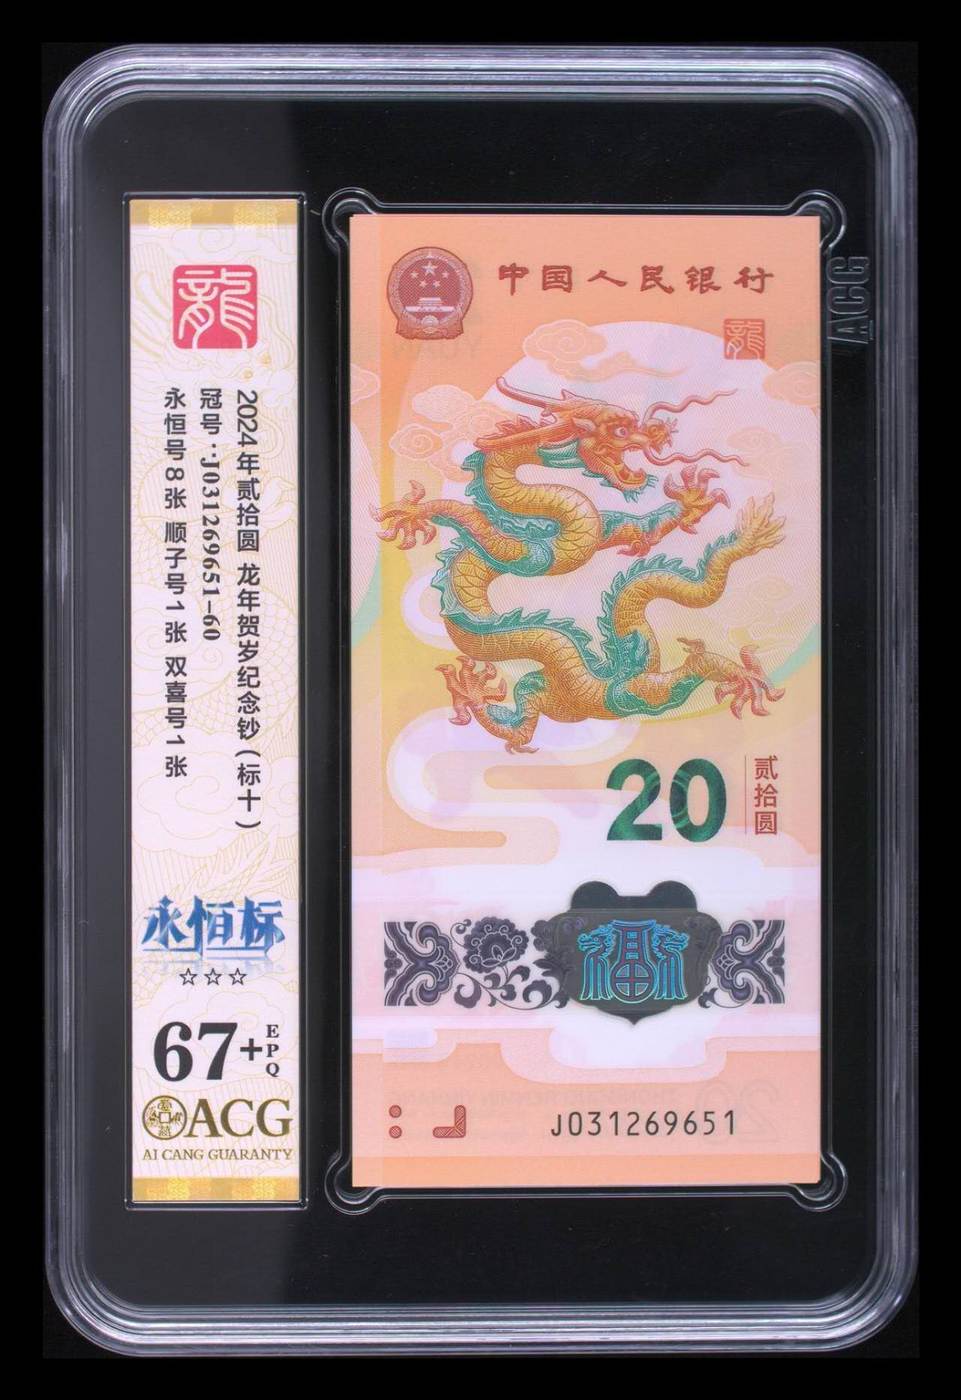 龍
2024年贰拾圆 龙年贺岁纪念钞(标十)
冠号:J031269651-60
永恒号8张 顺子号1张 双喜号1张
永恒标
☆☆☆
67+
EPQ
ACG
AI CANG GUARANTY
中国人民银行
龍
20
贰拾圆
福
J031269651
ACG